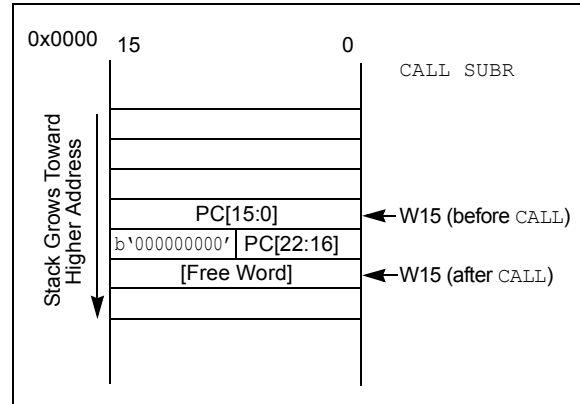 0x0000
15 0
CALL SUBR
Stack Grows Toward
Higher Address
PC[15:0]
W15 (before CALL)
b‘000000000’ PC[22:16]
[Free Word]
W15 (after CALL)